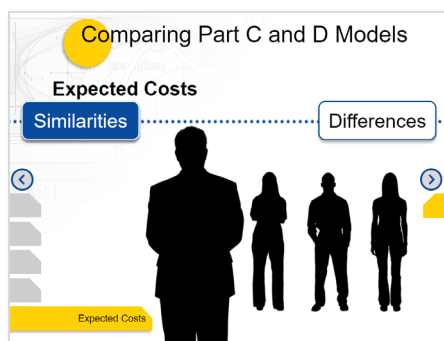 Comparing Part C and D Models
Expected Costs
Similarities
Differences
Expected Costs